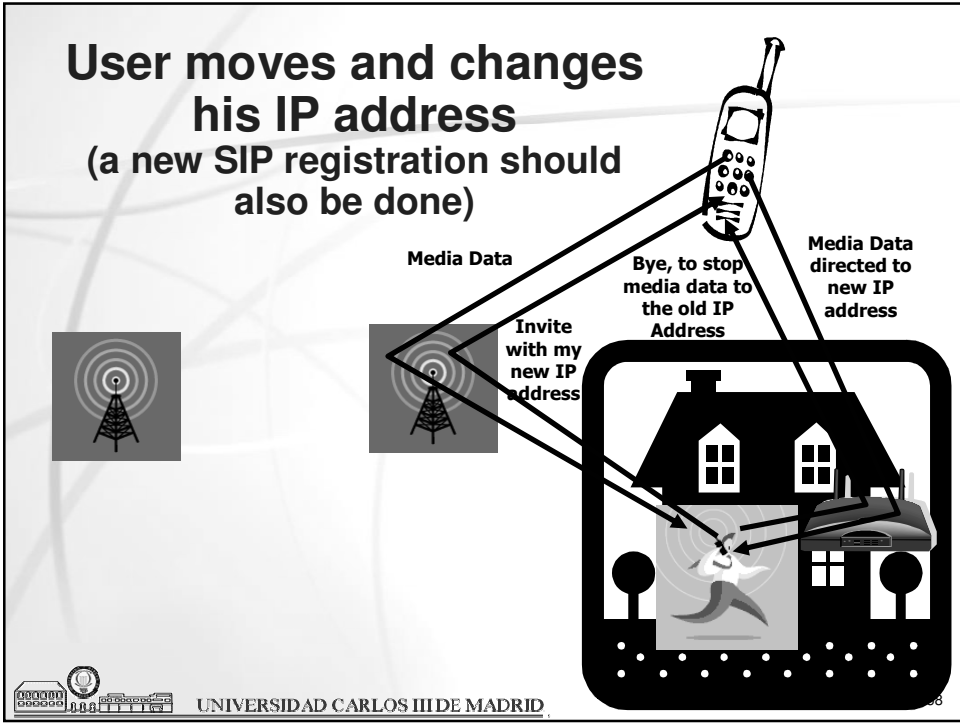 User moves and changes
his IP address
(a new SIP registration should
also be done)
Media Data
Bye, to stop
media data to
the old IP
Address
Media Data
directed to
new IP
address
Invite
with my
new IP
address
UNIVERSIDAD CARLOS III DE MADRID